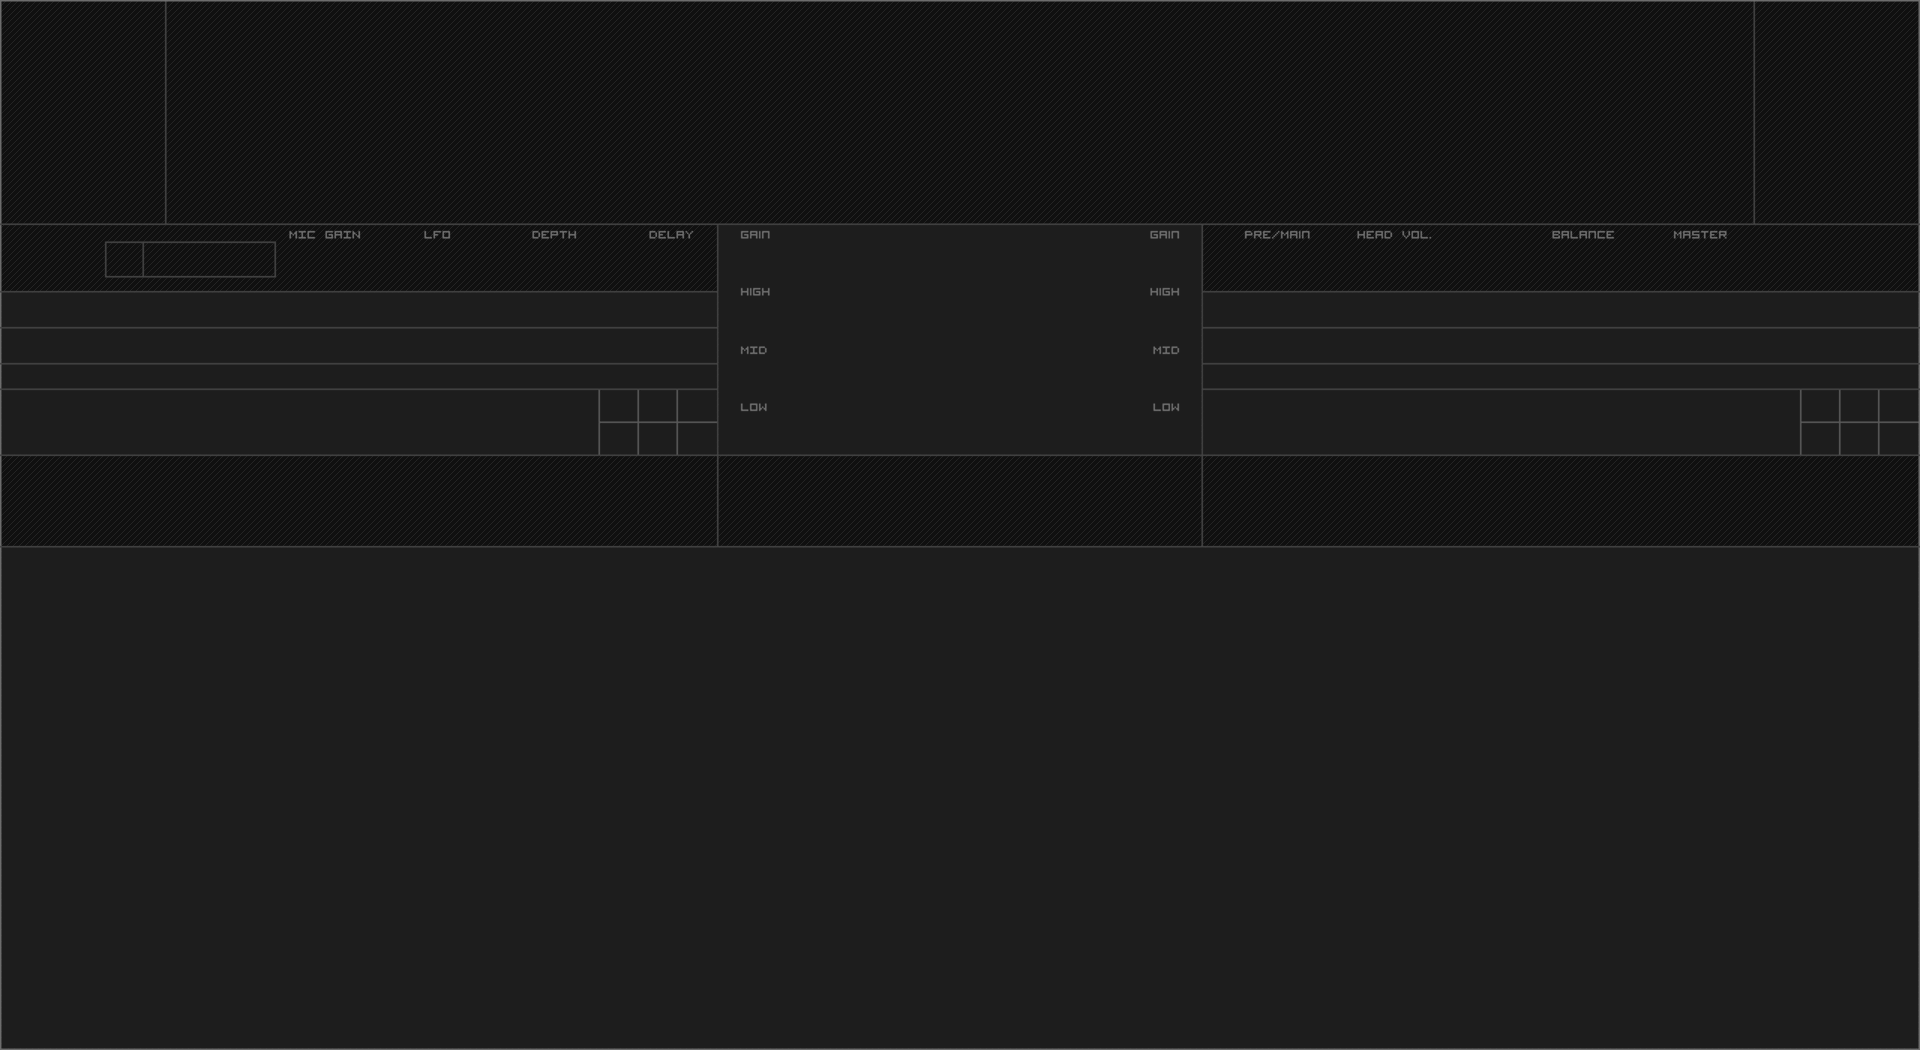 MIC GAIN LFO DEPTH DELAY GAIN GAIN PRE/MAIN HEAD VOL. BALANCE MASTER
HIGH HIGH
MID MID
LOW LOW